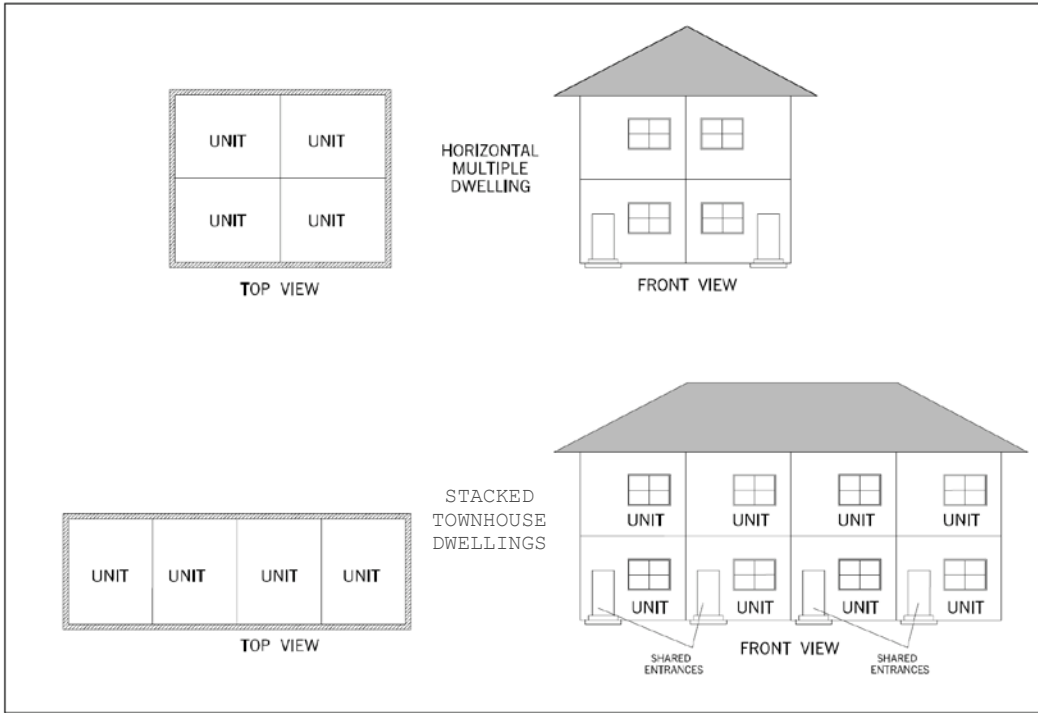 UNIT UNIT
UNIT UNIT
TOP VIEW
HORIZONTAL
MULTIPLE
DWELLING
FRONT VIEW
UNIT UNIT UNIT UNIT
TOP VIEW
STACKED
TOWNHOUSE
DWELLINGS
UNIT UNIT UNIT UNIT
UNIT UNIT UNIT UNIT
SHARED
ENTRANCES
FRONT VIEW
SHARED
ENTRANCES